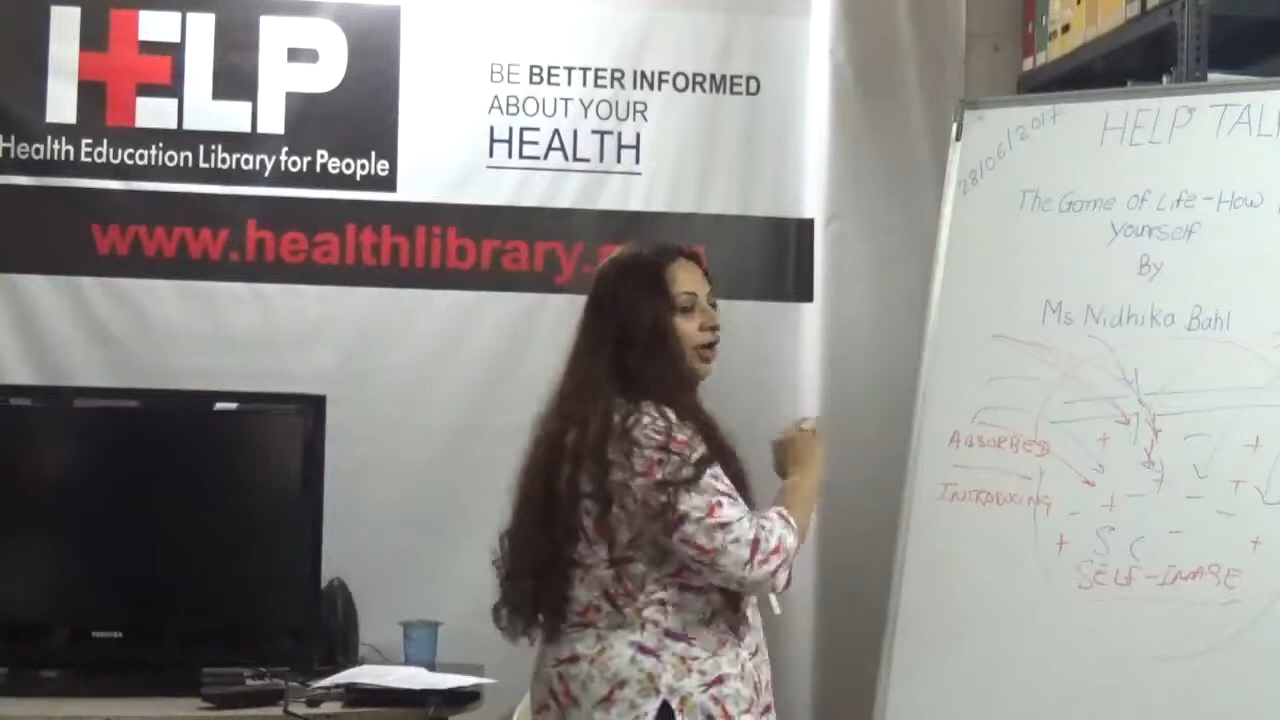 HELP
Health Education Library for People
BE BETTER INFORMED
ABOUT YOUR
HEALTH
www.healthlibrary.
TOSHIBA
28/06/2017
HELP TAL
The Game of Life-How
yourself
By
Ms Nidhika Bahl
ABSORBED
+ +
INTRODUCING
+ - + - +
- -
+ S C - +
SELF-IMAGE